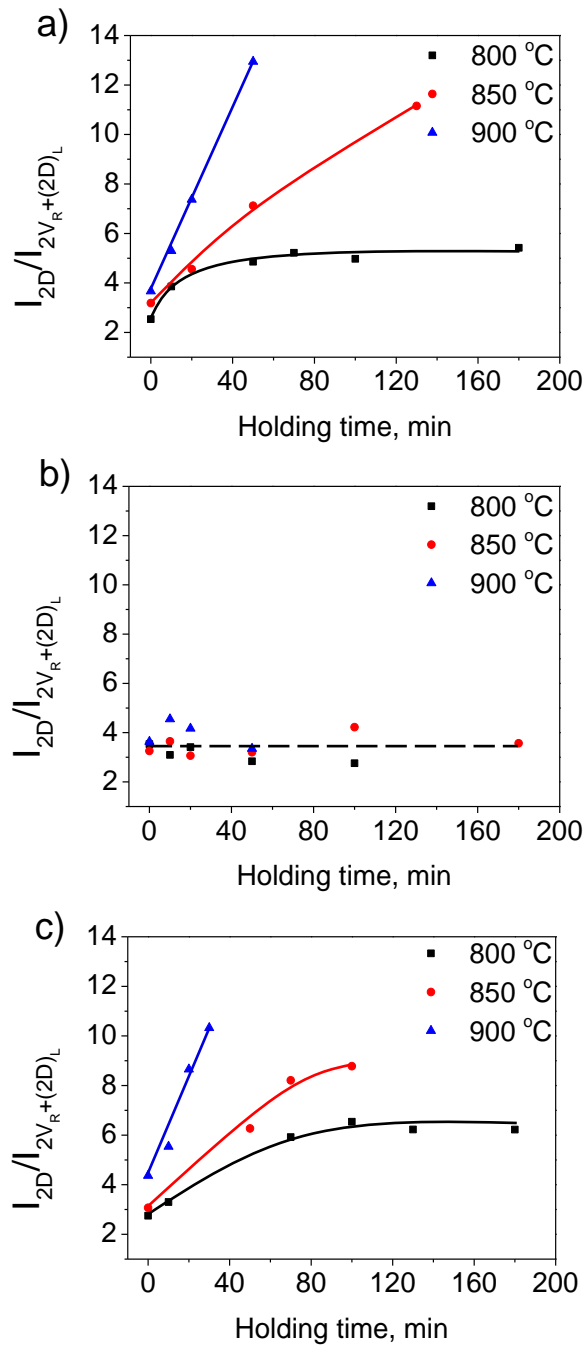 a)
14
12
10
8
6
4
2
I2D/I2VR+(2D)L
800 °C
850 °C
900 °C
0 40 80 120 160 200
Holding time, min
b)
14
12
10
8
6
4
2
I2D/I2VR+(2D)L
800 °C
850 °C
900 °C
0 40 80 120 160 200
Holding time, min
c)
14
12
10
8
6
4
2
I2D/I2VR+(2D)L
800 °C
850 °C
900 °C
0 40 80 120 160 200
Holding time, min